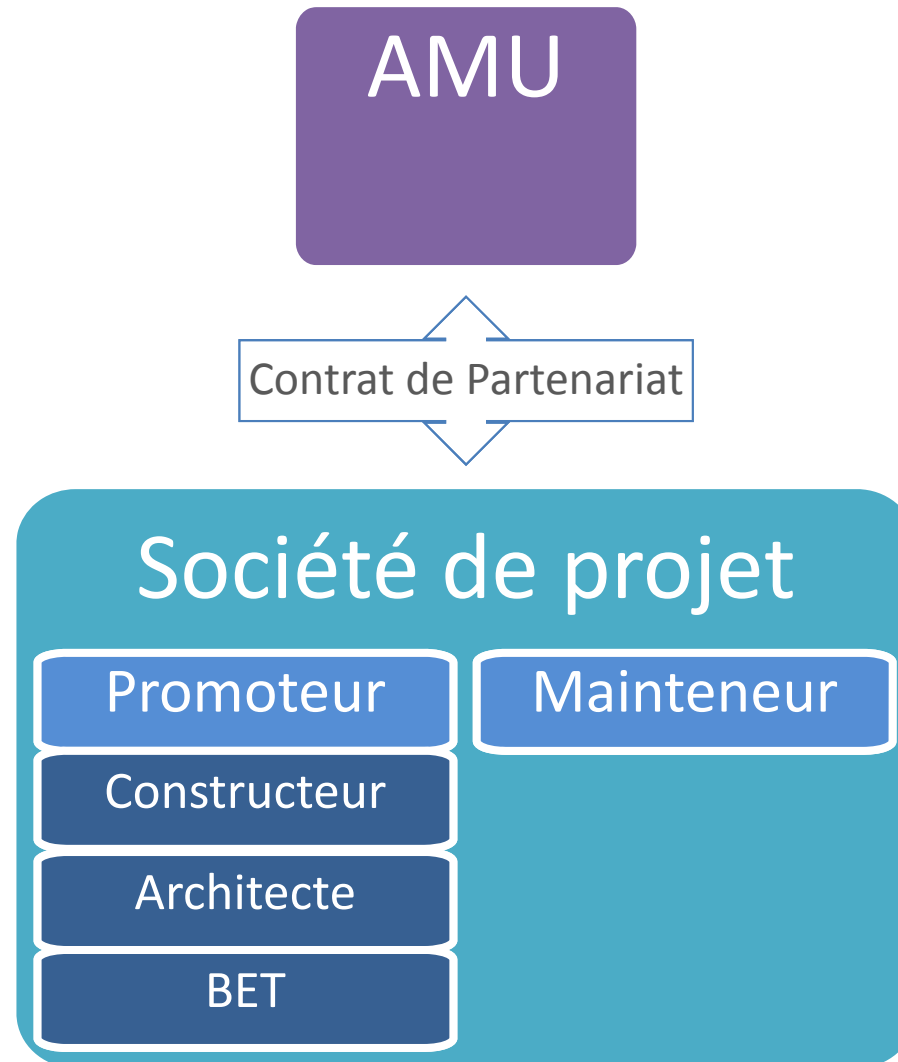 AMU
Contrat de Partenariat
Société de projet
Promoteur
Mainteneur
Constructeur
Architecte
BET